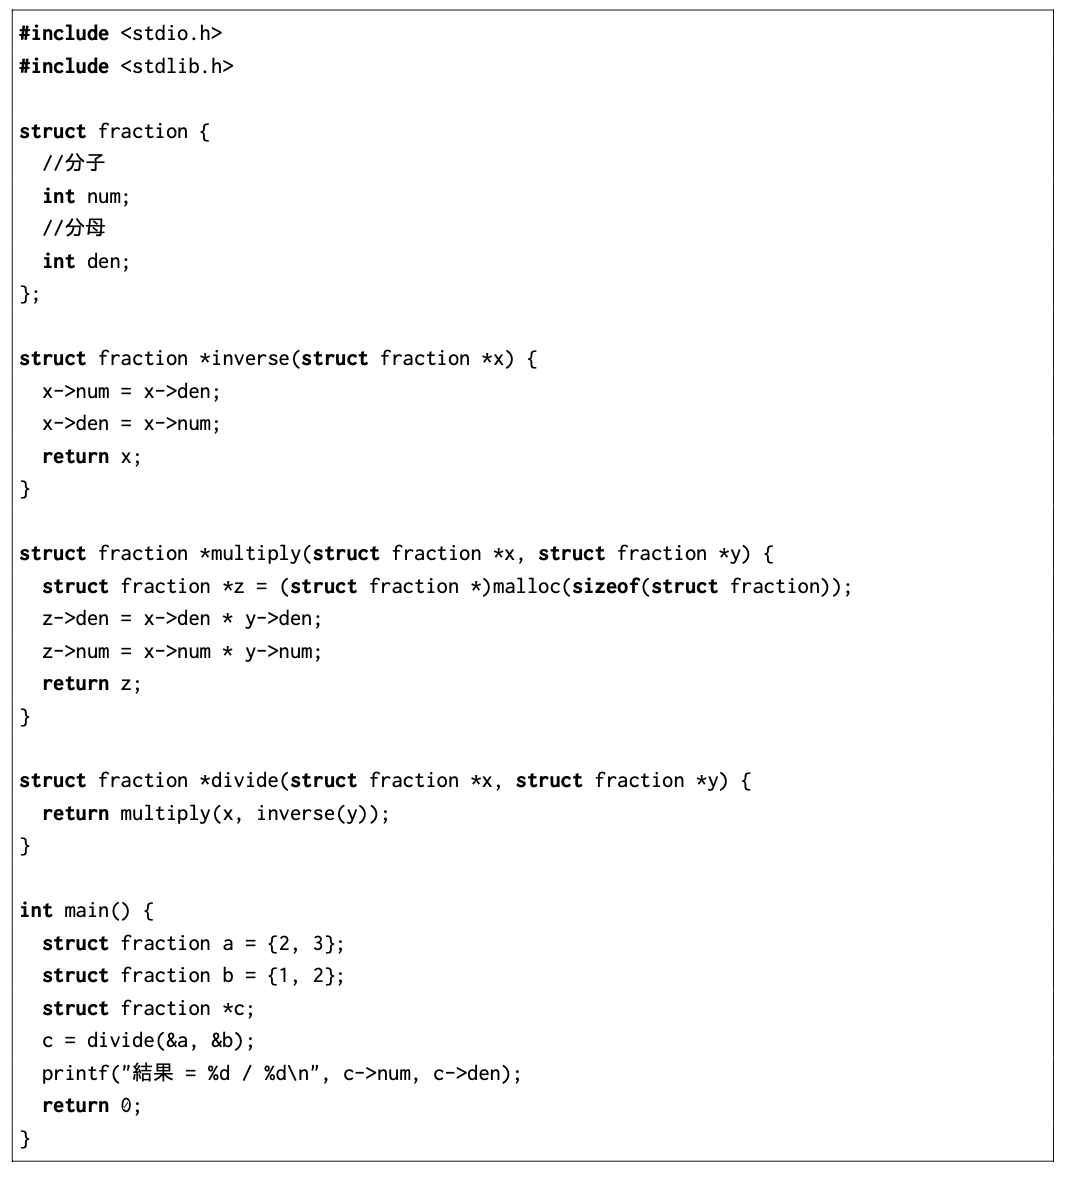 #include <stdio.h>
#include <stdlib.h>

struct fraction {
  //分子
  int num;
  //分母
  int den;
};

struct fraction *inverse(struct fraction *x) {
  x->num = x->den;
  x->den = x->num;
  return x;
}

struct fraction *multiply(struct fraction *x, struct fraction *y) {
  struct fraction *z = (struct fraction *)malloc(sizeof(struct fraction));
  z->den = x->den * y->den;
  z->num = x->num * y->num;
  return z;
}

struct fraction *divide(struct fraction *x, struct fraction *y) {
  return multiply(x, inverse(y));
}

int main() {
  struct fraction a = {2, 3};
  struct fraction b = {1, 2};
  struct fraction *c;
  c = divide(&a, &b);
  printf("結果 = %d / %d\n", c->num, c->den);
  return 0;
}